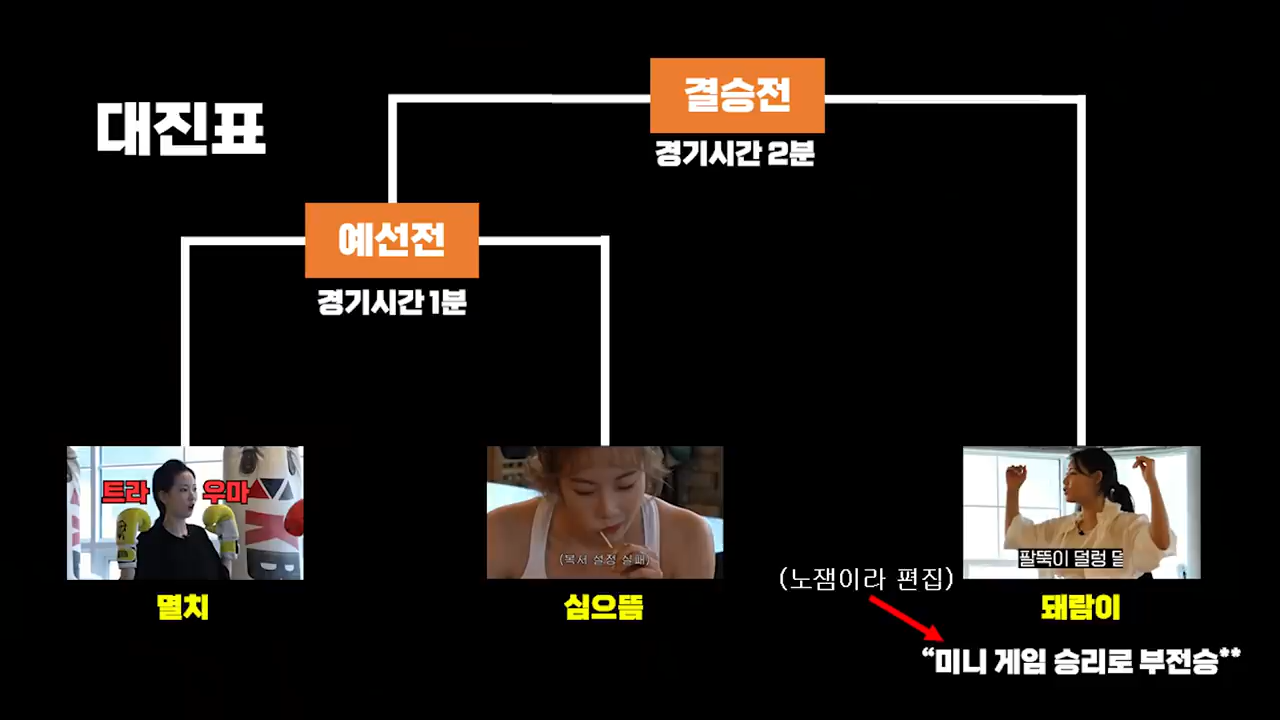 대진표
결승전
경기시간 2분
예선전
경기시간 1분
트라 우마
(복서 설정 실패)
팔뚝이 덜렁 덜
멸치
심으뜸
돼람이
(노잼이라 편집)
“미니 게임 승리로 부전승**